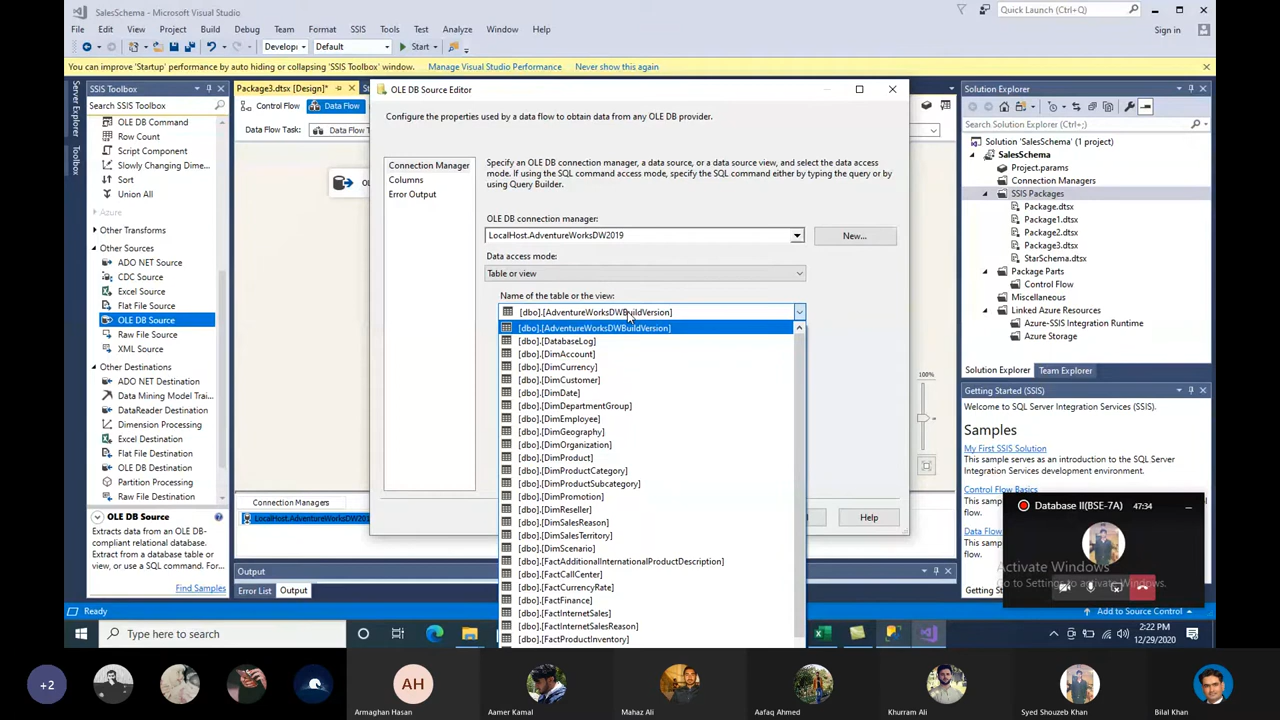 SalesSchema - Microsoft Visual Studio
Quick Launch (Ctrl+Q)
File Edit View Project Build Debug Team Format SSIS Tools Test Analyze Window Help
Sign in
Develop Default Start
You can improve 'Startup' performance by auto hiding or collapsing 'SSIS Toolbox' window. Manage Visual Studio Performance Never show this again
Server Explorer
Toolbox
SSIS Toolbox
Search SSIS Toolbox
OLE DB Command
Row Count
Script Component
Slowly Changing Dime...
Sort
Union All
Azure
Other Transforms
Other Sources
ADO NET Source
CDC Source
Excel Source
Flat File Source
OLE DB Source
Raw File Source
XML Source
Other Destinations
ADO NET Destination
Data Mining Model Trai...
DataReader Destination
Dimension Processing
Excel Destination
Flat File Destination
OLE DB Destination
Partition Processing
Raw File Destination
OLE DB Source
Extracts data from an OLE DB-
compliant relational database.
Extract from a database table or
view, or use a SQL command.
Find Samples
Package3.dtsx [Design]*
Control Flow Data Flow
Data Flow Task: Data Flow T
OL
100%
Connection Managers
LocalHost.AdventureWorksDW201
Output
Error List Output
OLE DB Source Editor
Configure the properties used by a data flow to obtain data from any OLE DB provider.
Connection Manager
Columns
Error Output
Specify an OLE DB connection manager, a data source, or a data source view, and select the data access
mode. If using the SQL command access mode, specify the SQL command either by typing the query or by
using Query Builder.
OLE DB connection manager:
LocalHost.AdventureWorksDW2019
New...
Data access mode:
Table or view
Name of the table or the view:
[dbo].[AdventureWorksDWBuildVersion]
[dbo].[AdventureWorksDWBuildVersion]
[dbo].[DatabaseLog]
[dbo].[DimAccount]
[dbo].[DimCurrency]
[dbo].[DimCustomer]
[dbo].[DimDate]
[dbo].[DimDepartmentGroup]
[dbo].[DimEmployee]
[dbo].[DimGeography]
[dbo].[DimOrganization]
[dbo].[DimProduct]
[dbo].[DimProductCategory]
[dbo].[DimProductSubcategory]
[dbo].[DimPromotion]
[dbo].[DimReseller]
[dbo].[DimSalesReason]
[dbo].[DimSalesTerritory]
[dbo].[DimScenario]
[dbo].[FactAdditionalInternationalProductDescription]
[dbo].[FactCallCenter]
[dbo].[FactCurrencyRate]
[dbo].[FactFinance]
[dbo].[FactInternetSales]
[dbo].[FactInternetSalesReason]
[dbo].[FactProductInventory]
Help
Solution Explorer
Search Solution Explorer (Ctrl+;)
Solution 'SalesSchema' (1 project)
SalesSchema
Project.params
Connection Managers
SSIS Packages
Package.dtsx
Package1.dtsx
Package2.dtsx
Package3.dtsx
StarSchema.dtsx
Package Parts
Control Flow
Miscellaneous
Linked Azure Resources
Azure-SSIS Integration Runtime
Azure Storage
Solution Explorer Team Explorer
Getting Started (SSIS)
Welcome to SQL Server Integration Services (SSIS).
Samples
My First SSIS Solution
This sample serves as an introduction to the SQL
Server Integration Services development environment.
Control Flow Basics
This
pack
flow.
Data Flow
This
flow.
Getting St
Database II(BSE-7A) 47:34
Activate Windows
Go to Settings to activate Windows.
Ready
Add to Source Control
Type here to search
2:22 PM
12/29/2020
+2
AH
Armaghan Hasan
Aamer Kamal
Mahaz Ali
Aafaq Ahmed
Khurram Ali
Syed Shouzeb Khan
Bilal Khan